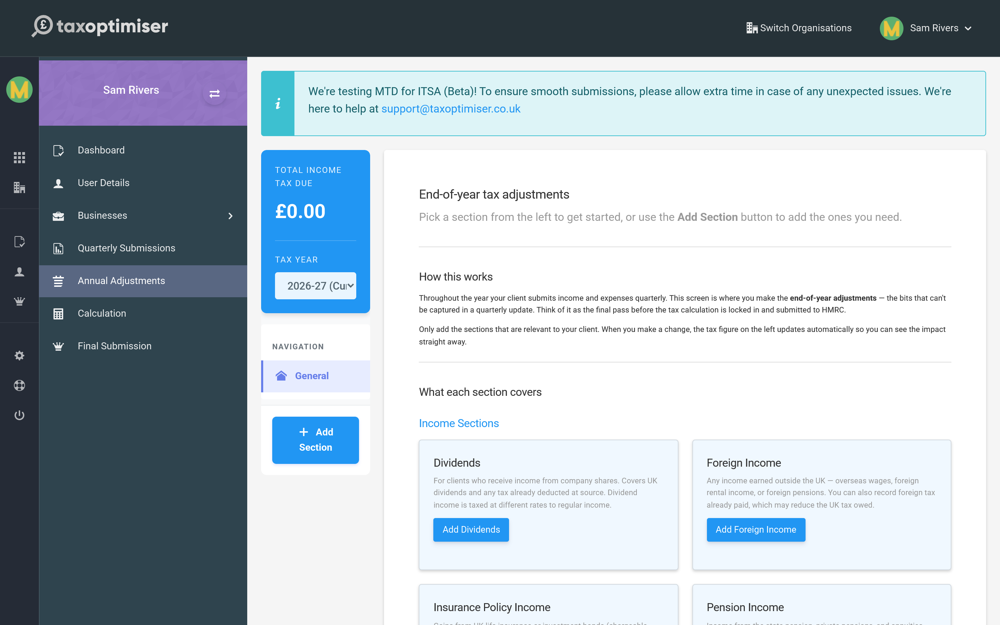 taxoptimiser
Switch Organisations
Sam Rivers
Sam Rivers
Dashboard
User Details
Businesses
Quarterly Submissions
Annual Adjustments
Calculation
Final Submission
We're testing MTD for ITSA (Beta)! To ensure smooth submissions, please allow extra time in case of any unexpected issues. We're
here to help at support@taxoptimiser.co.uk
TOTAL INCOME
TAX DUE
£0.00
TAX YEAR
2026-27 (Cu
NAVIGATION
General
+ Add
Section
End-of-year tax adjustments
Pick a section from the left to get started, or use the Add Section button to add the ones you need.
How this works
Throughout the year your client submits income and expenses quarterly. This screen is where you make the end-of-year adjustments — the bits that can't
be captured in a quarterly update. Think of it as the final pass before the tax calculation is locked in and submitted to HMRC.
Only add the sections that are relevant to your client. When you make a change, the tax figure on the left updates automatically so you can see the impact
straight away.
What each section covers
Income Sections
Dividends
For clients who receive income from company shares. Covers UK
dividends and any tax already deducted at source. Dividend
income is taxed at different rates to regular income.
Add Dividends
Foreign Income
Any income earned outside the UK — overseas wages, foreign
rental income, or foreign pensions. You can also record foreign tax
already paid, which may reduce the UK tax owed.
Add Foreign Income
Insurance Policy Income
Pension Income